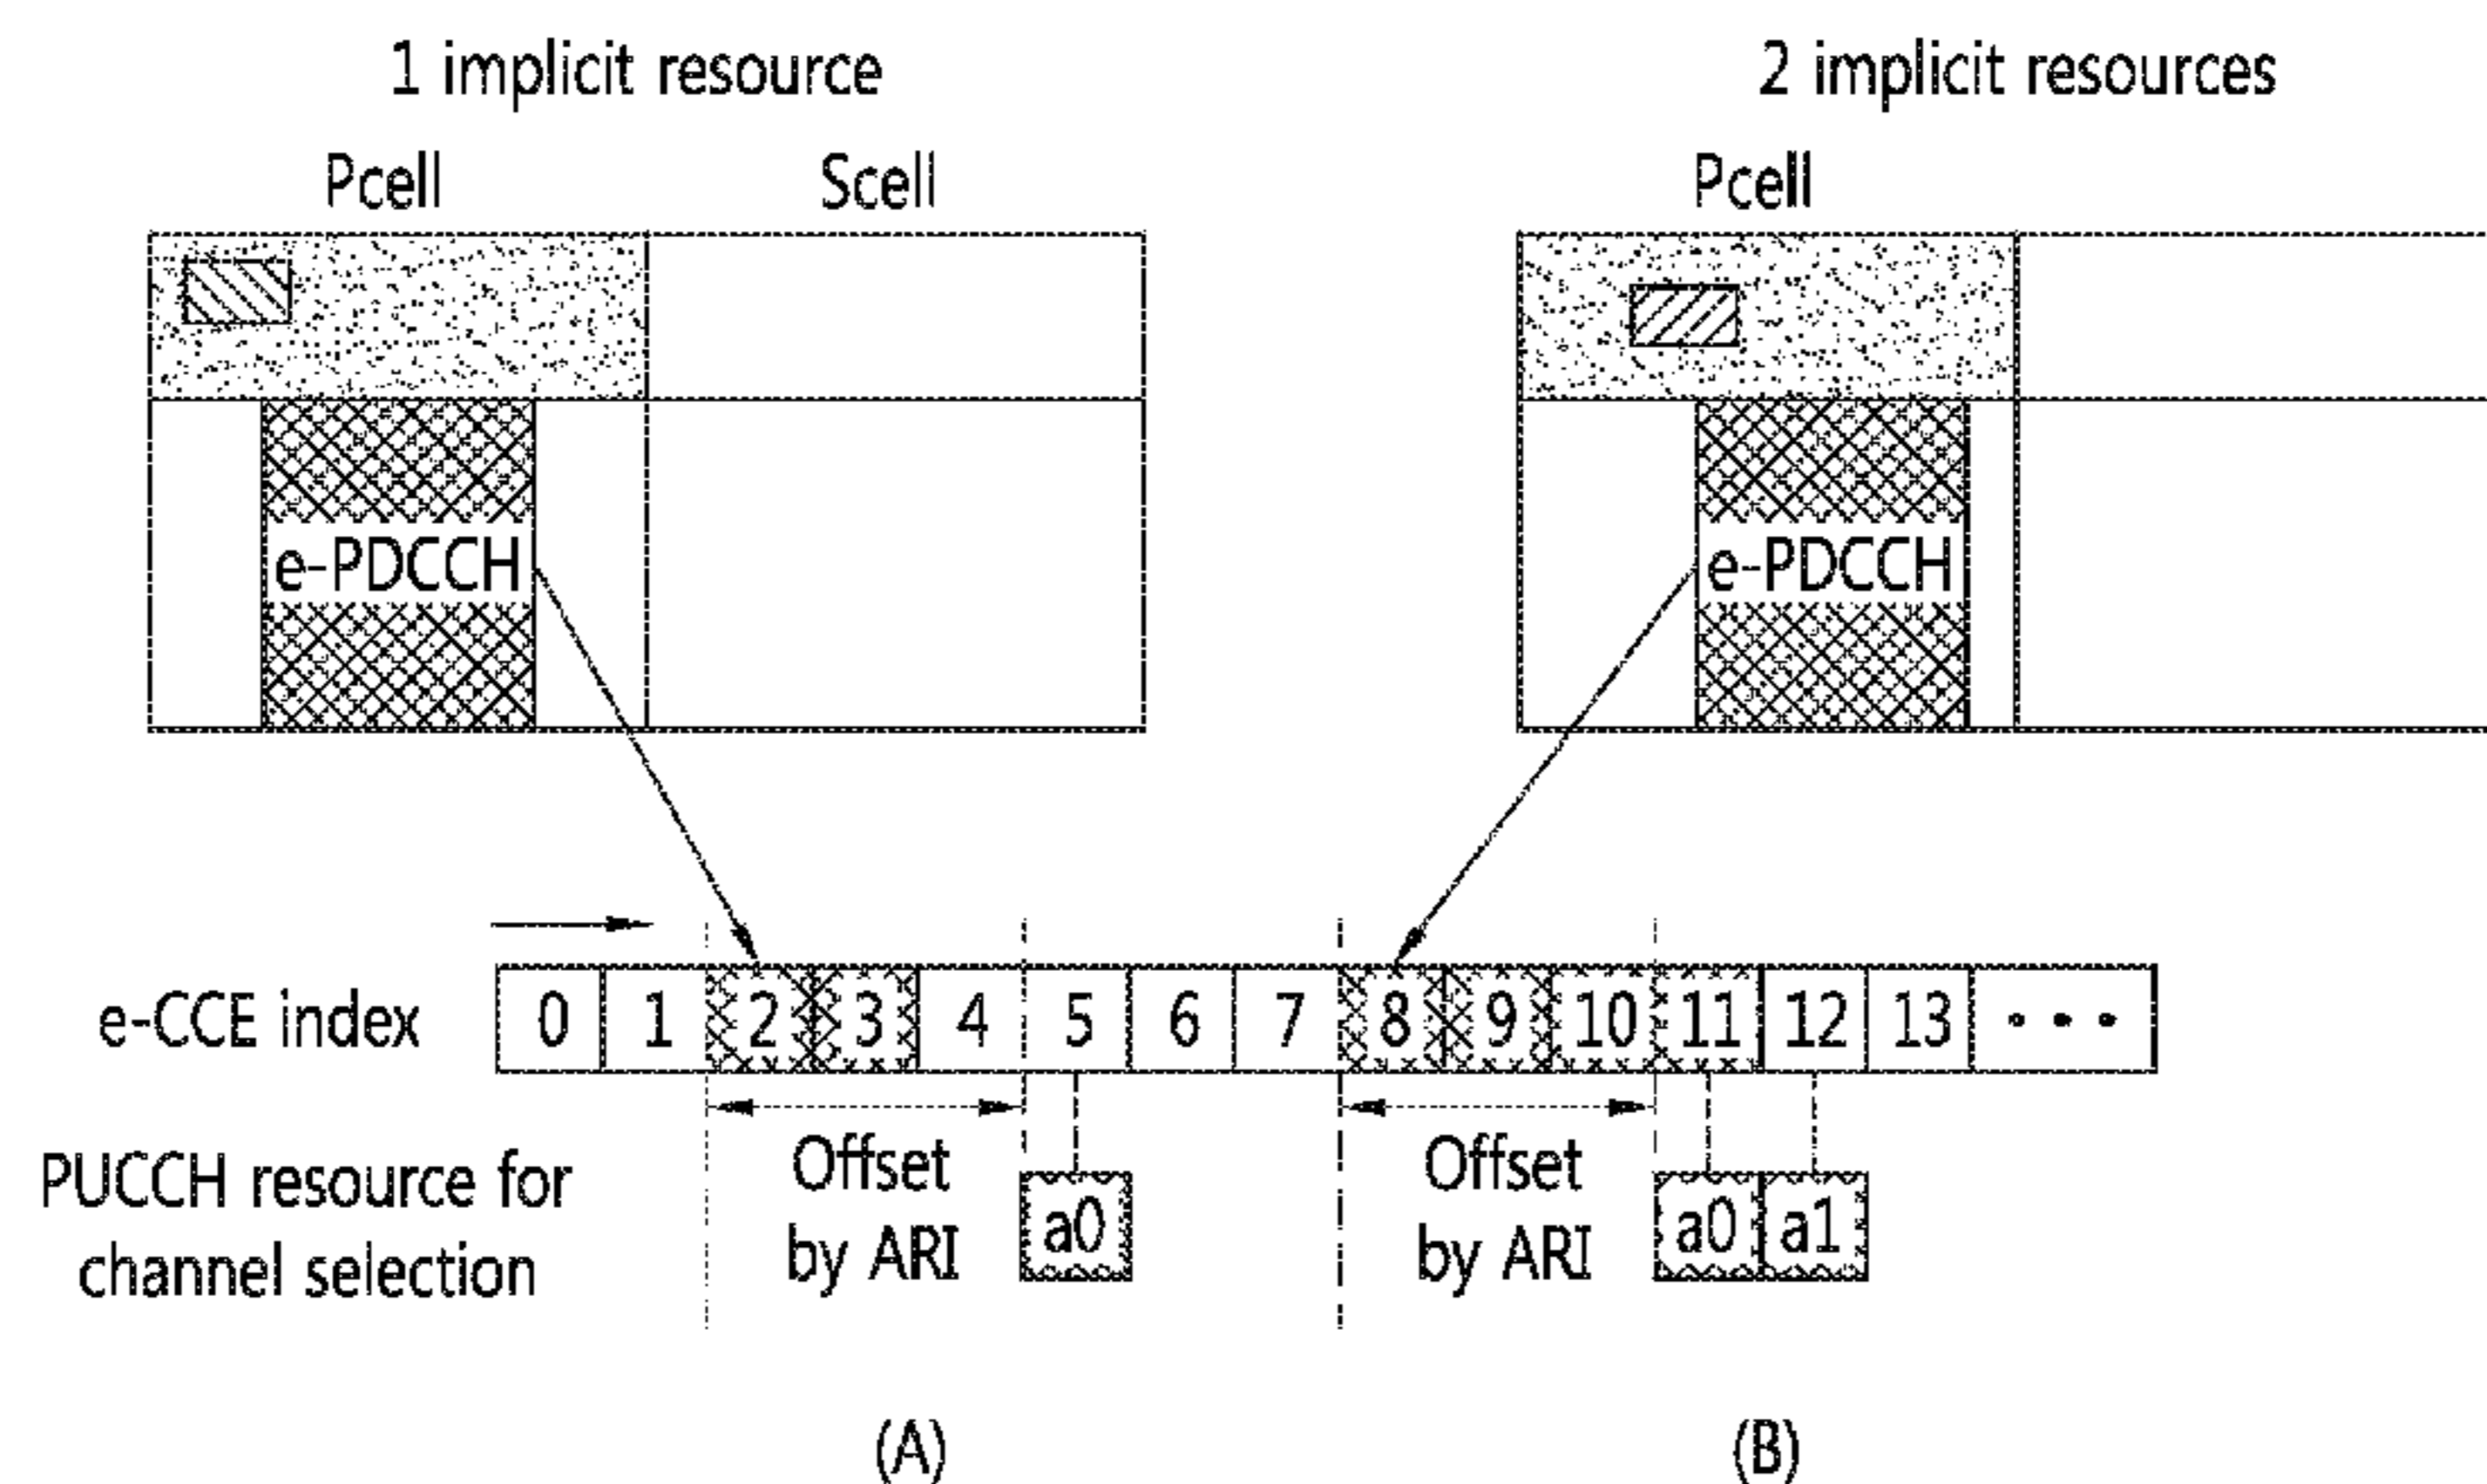 1 implicit resource
2 implicit resources
Pcell
Scell
Pcell
e-PDCCH
e-PDCCH
e-CCE index
0 1 2 3 4 5 6 7 8 9 10 11 12 13 • • •
PUCCH resource for
channel selection
Offset
by ARI
a0
Offset
by ARI
a0 a1
(A)
(B)